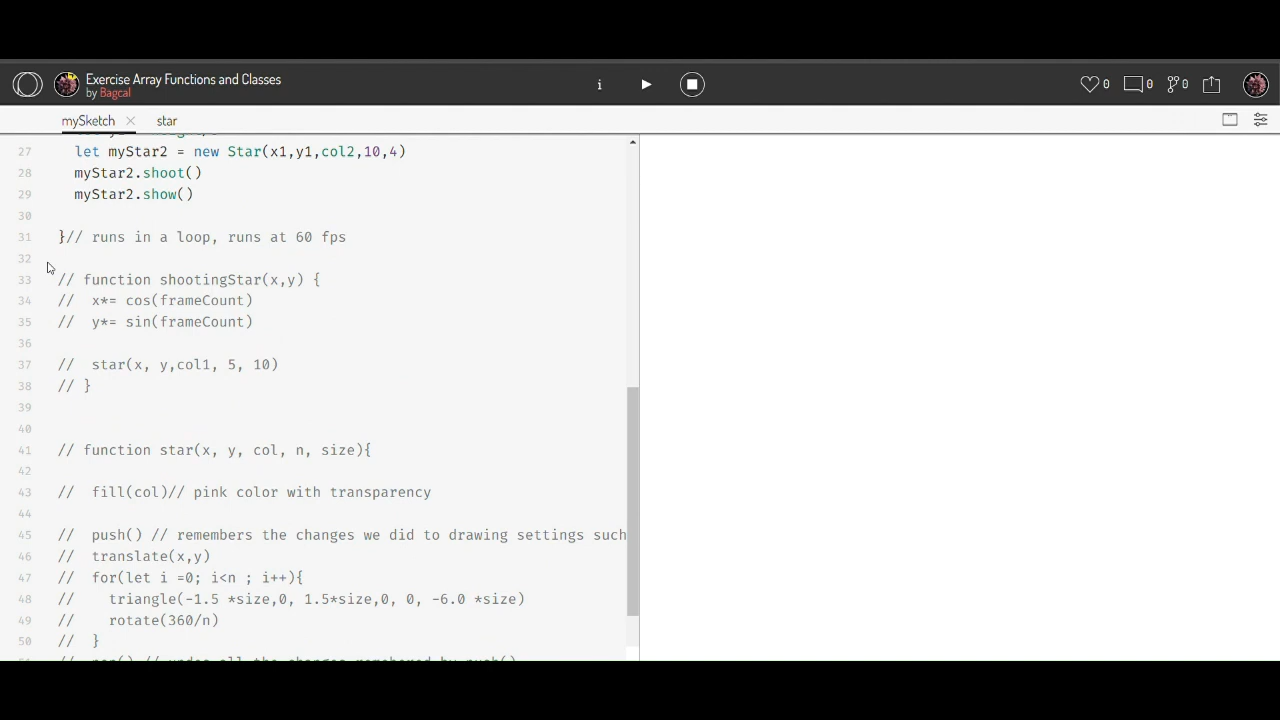 Exercise Array Functions and Classes
by Bagcal
0 0 0
mySketch × star
27 let myStar2 = new Star(x1,y1,col2,10,4)
28 myStar2.shoot()
29 myStar2.show()
30
31 }// runs in a loop, runs at 60 fps
32
33 // function shootingStar(x,y) {
34 // x*= cos(frameCount)
35 // y*= sin(frameCount)
36
37 // star(x, y,col1, 5, 10)
38 // }
39
40
41 // function star(x, y, col, n, size){
42
43 // fill(col)// pink color with transparency
44
45 // push() // remembers the changes we did to drawing settings such
46 // translate(x,y)
47 // for(let i =0; i<n ; i++){
48 // triangle(-1.5 *size,0, 1.5*size,0, 0, -6.0 *size)
49 // rotate(360/n)
50 // }